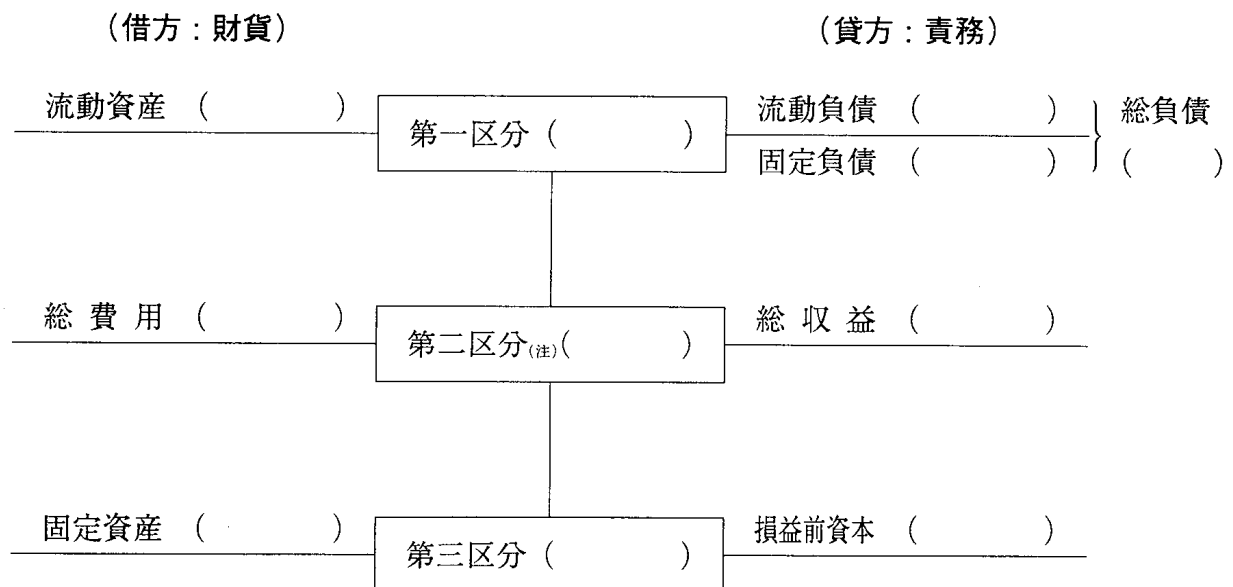 （借方：財貨）　（貸方：責務）
流動資産　（　　　）　第一区分（　　　）　流動負債　（　　　）　総負債
固定負債　（　　　）　（　　　）
総 費 用　（　　　）　第二区分(注)（　　　）　総 収 益　（　　　）
固定資産　（　　　）　第三区分（　　　）　損益前資本　（　　　）